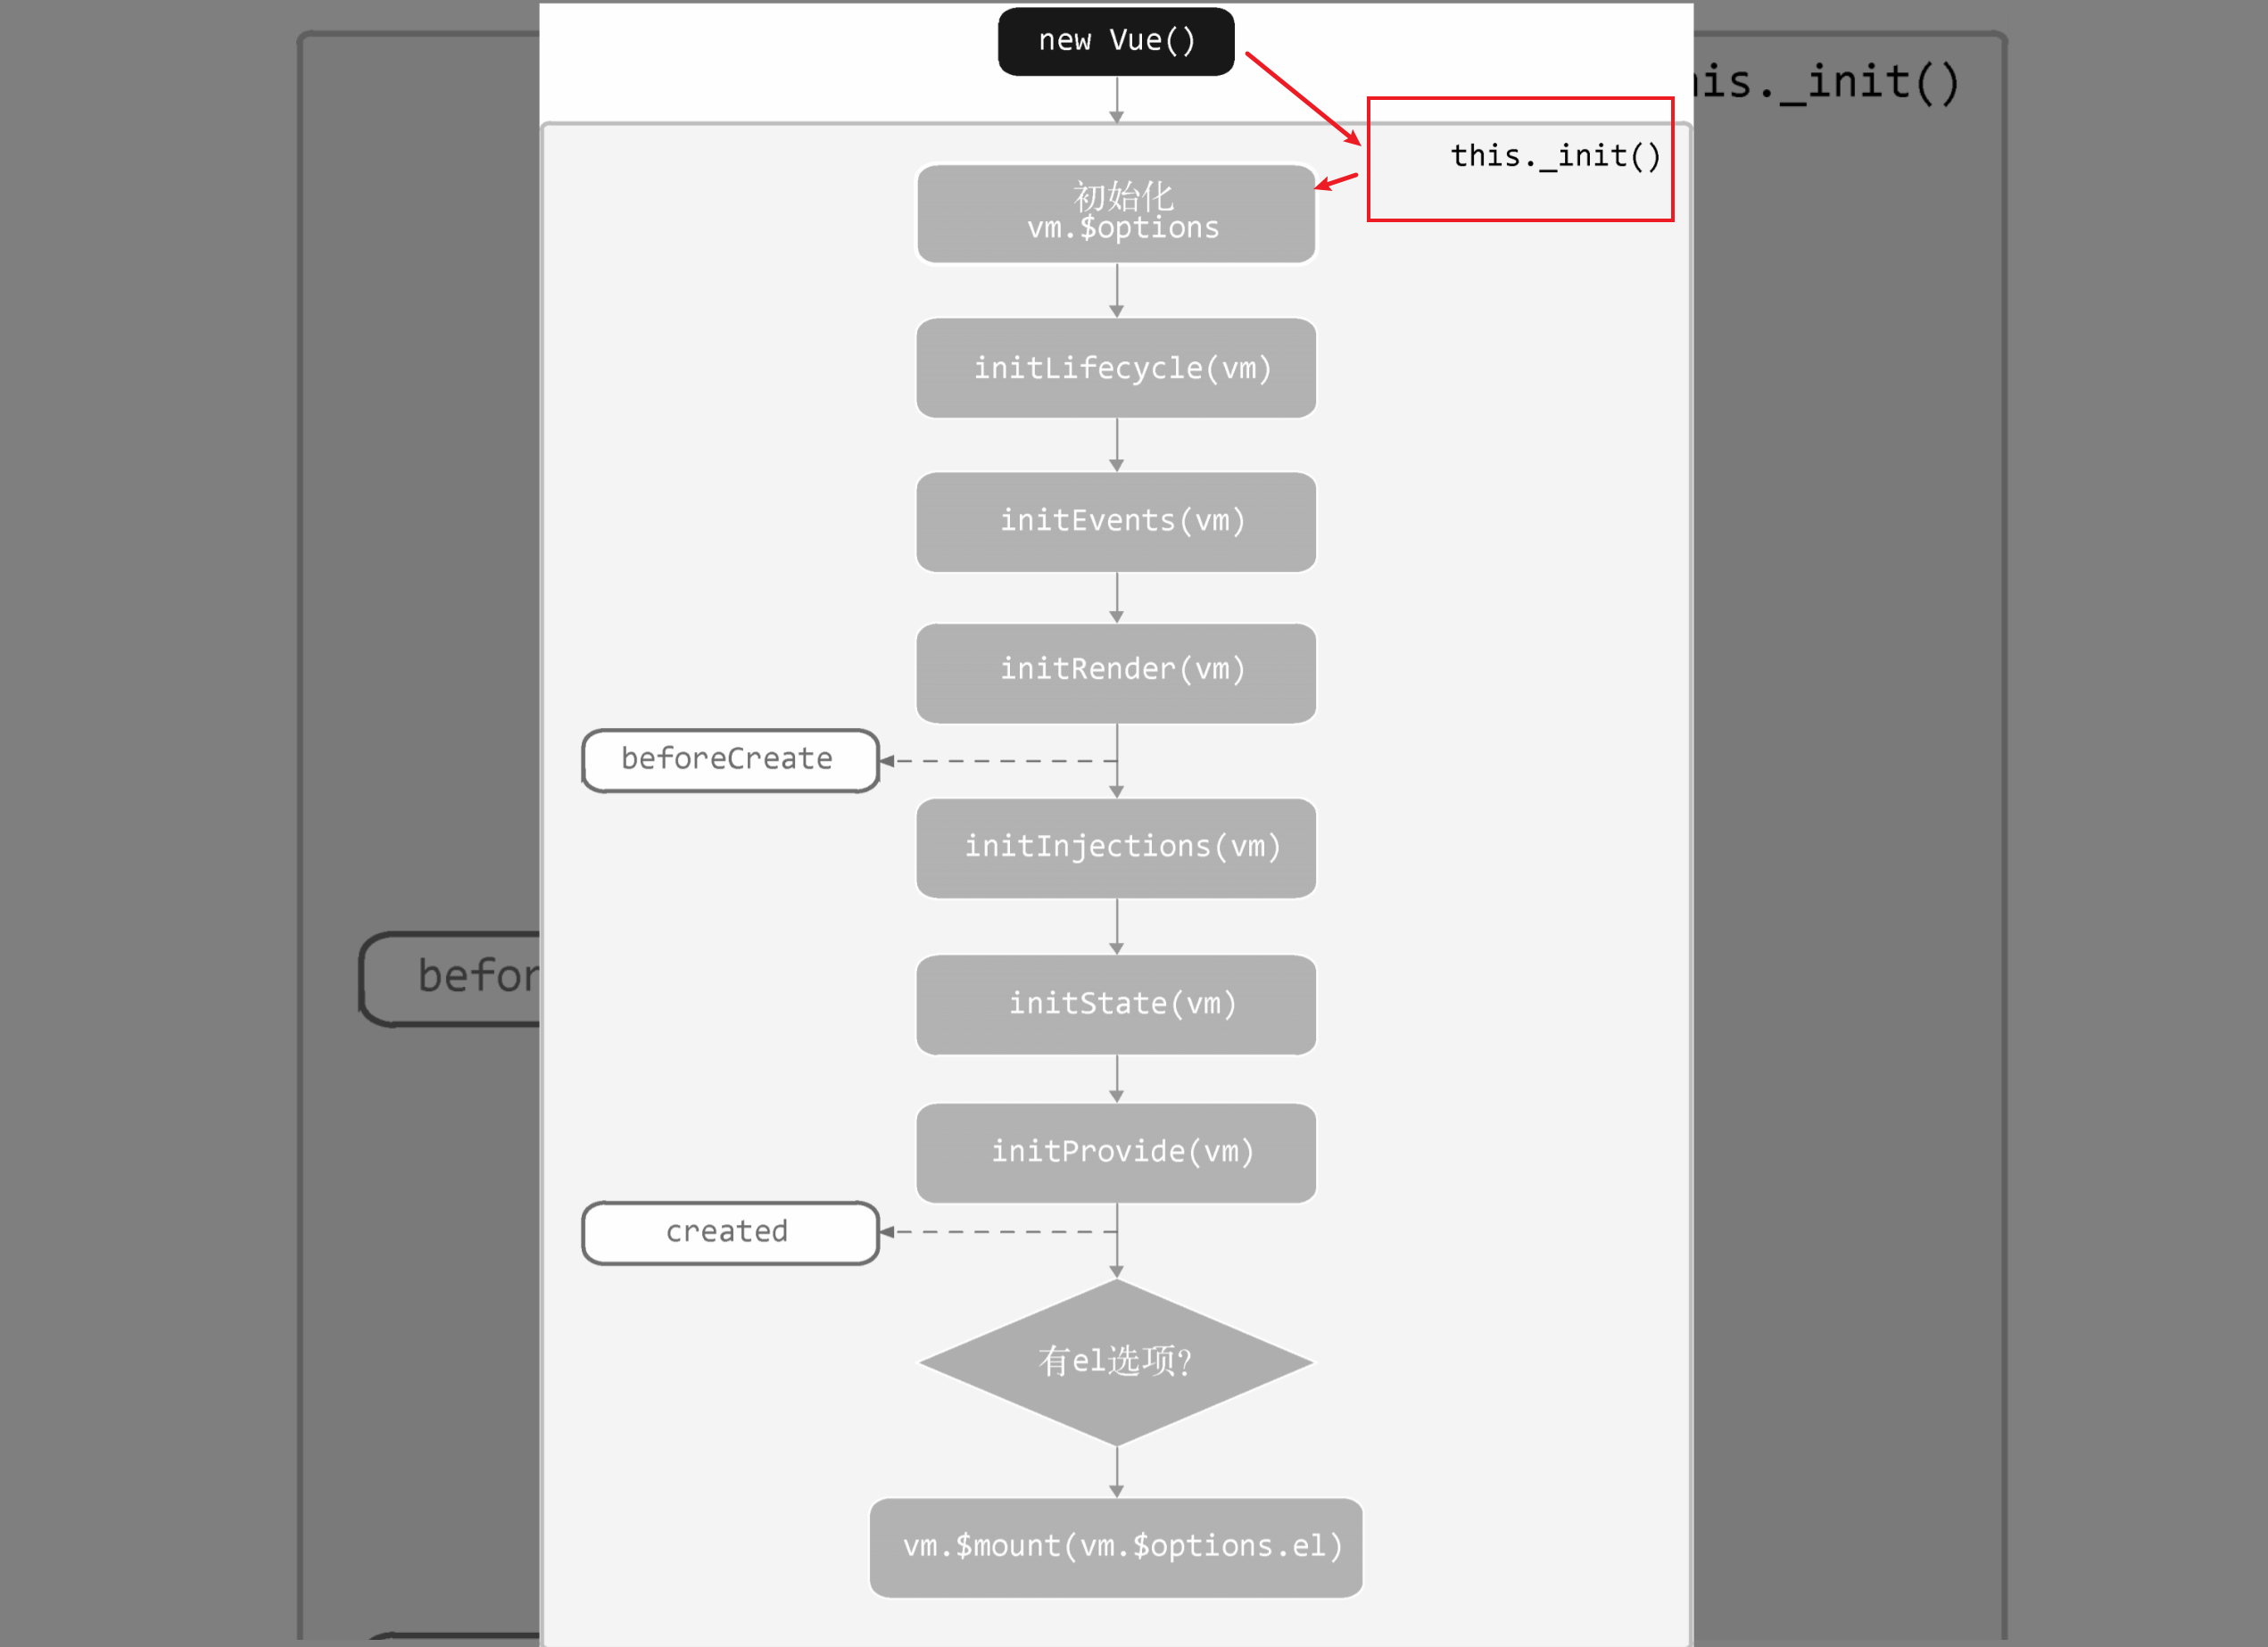 new Vue()
his._init()
this._init()
初始化
vm.$options
initLifecycle(vm)
initEvents(vm)
initRender(vm)
beforeCreate
initInjections(vm)
befor
initState(vm)
initProvide(vm)
created
有el选项?
vm.$mount(vm.$options.el)